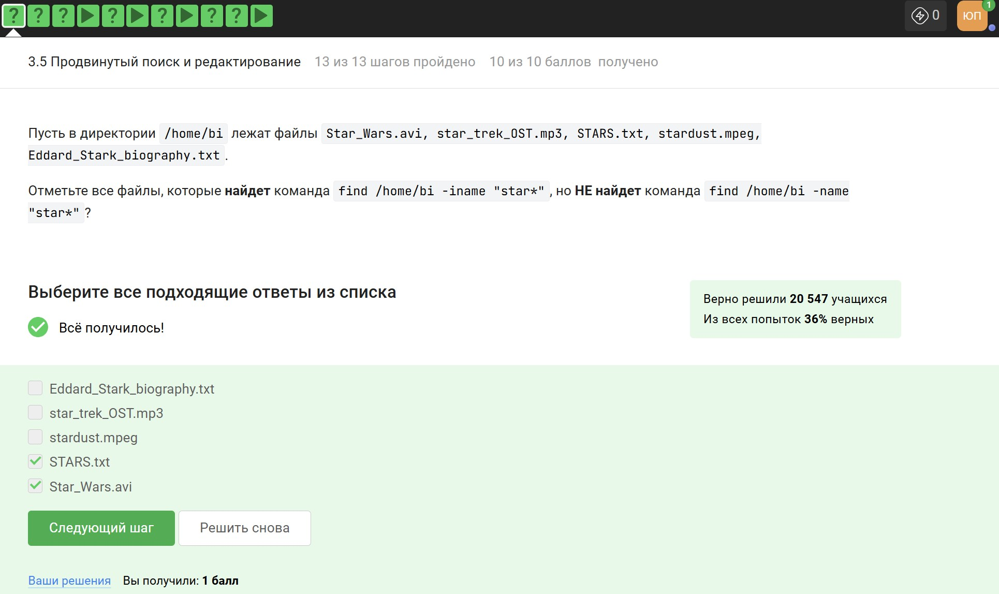 ? ? ? ? ? ? ?
0
ЮП
1
3.5 Продвинутый поиск и редактирование 13 из 13 шагов пройдено 10 из 10 баллов получено
Пусть в директории /home/bi лежат файлы Star_Wars.avi, star_trek_OST.mp3, STARS.txt, stardust.mpeg,
Eddard_Stark_biography.txt .
Отметьте все файлы, которые найдет команда find /home/bi -iname "star*" , но НЕ найдет команда find /home/bi -name
"star*" ?
Выберите все подходящие ответы из списка
Всё получилось!
Верно решили 20 547 учащихся
Из всех попыток 36% верных
Eddard_Stark_biography.txt
star_trek_OST.mp3
stardust.mpeg
STARS.txt
Star_Wars.avi
Следующий шаг Решить снова
Ваши решения Вы получили: 1 балл